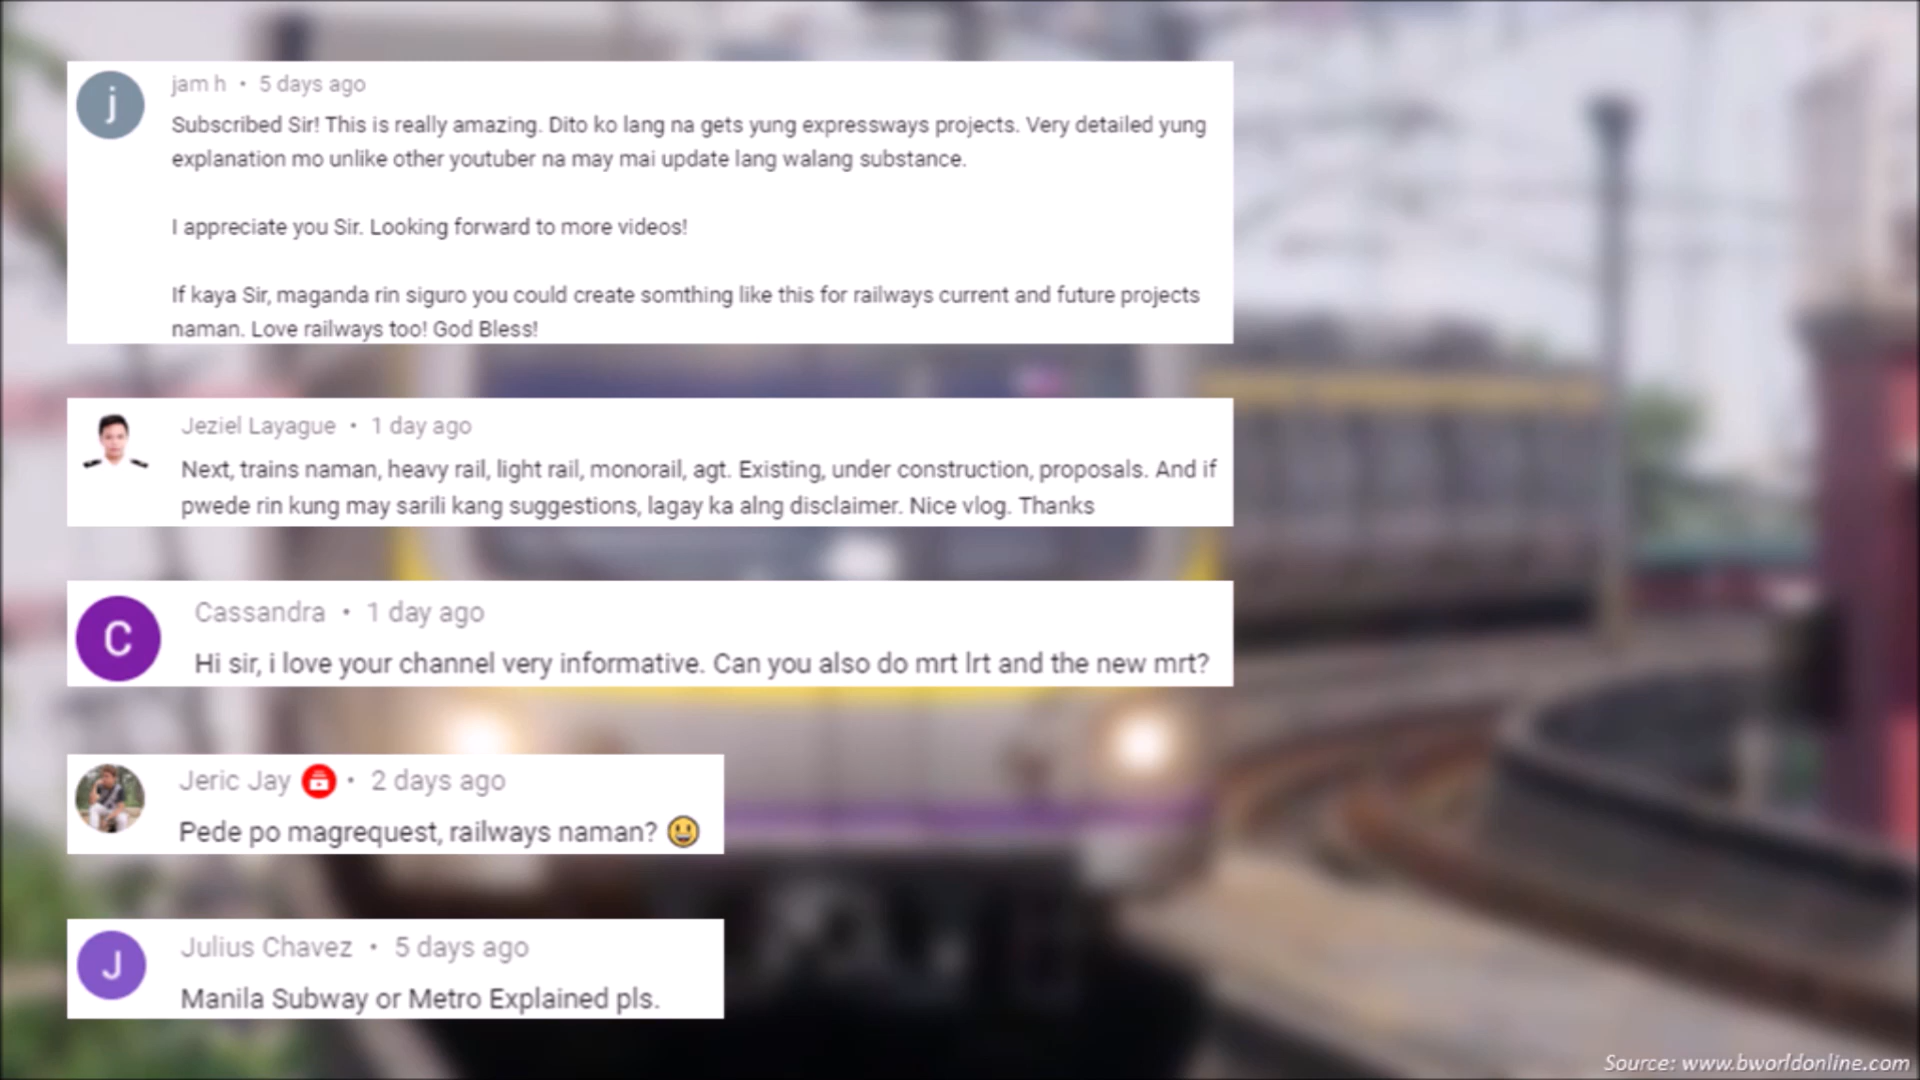 j
jam h • 5 days ago
Subscribed Sir! This is really amazing. Dito ko lang na gets yung expressways projects. Very detailed yung
explanation mo unlike other youtuber na may mai update lang walang substance.
I appreciate you Sir. Looking forward to more videos!
If kaya Sir, maganda rin siguro you could create somthing like this for railways current and future projects
naman. Love railways too! God Bless!
Jeziel Layague • 1 day ago
Next, trains naman, heavy rail, light rail, monorail, agt. Existing, under construction, proposals. And if
pwede rin kung may sarili kang suggestions, lagay ka alng disclaimer. Nice vlog. Thanks
C
Cassandra • 1 day ago
Hi sir, i love your channel very informative. Can you also do mrt lrt and the new mrt?
Jeric Jay • 2 days ago
Pede po magrequest, railways naman? 😃
J
Julius Chavez • 5 days ago
Manila Subway or Metro Explained pls.
Source: www.bworldonline.com